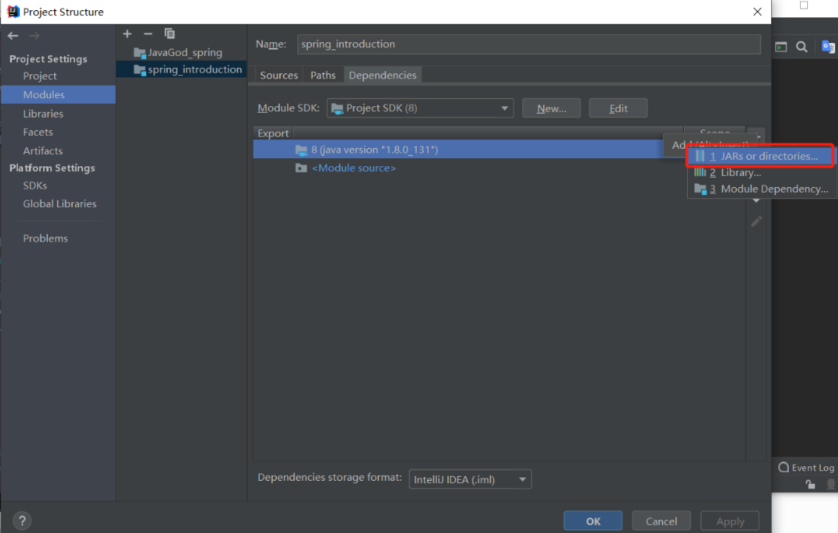 Project Structure
Project Settings
Project
Modules
Libraries
Facets
Artifacts
Platform Settings
SDKs
Global Libraries
Problems
JavaGod_spring
spring_introduction
Name: spring_introduction
Sources Paths Dependencies
Module SDK: Project SDK (8) New... Edit
Export Scope
8 (java version "1.8.0_131")
<Module source>
Add
1 JARs or directories...
2 Library...
3 Module Dependency...
Dependencies storage format: IntelliJ IDEA (.iml)
? OK Cancel Apply
Event Log